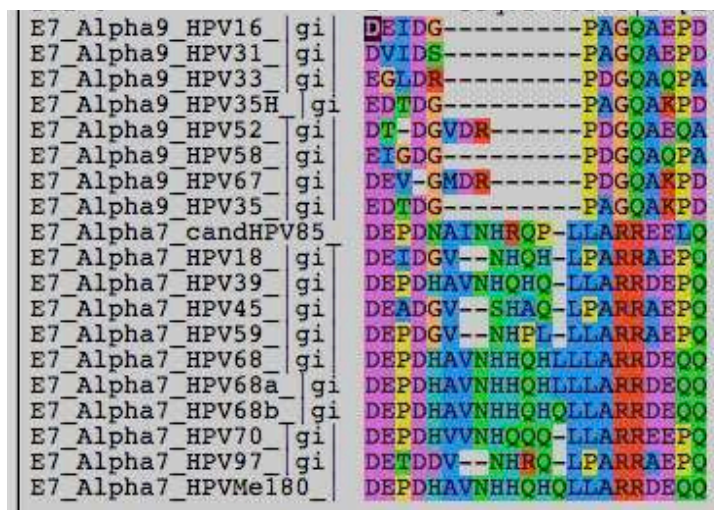 E7_Alpha9_HPV16_|gi| DEIDG---------PAGQAEPD
E7_Alpha9_HPV31_|gi| DVIDS---------PAGQAEPD
E7_Alpha9_HPV33_|gi| EGLDR---------PDGQAQPA
E7_Alpha9_HPV35H_|gi EDTDG---------PAGQAKPD
E7_Alpha9_HPV52_|gi| DT-DGVDR------PDGQAEQA
E7_Alpha9_HPV58_|gi| EIGDG---------PDGQAQPA
E7_Alpha9_HPV67_|gi| DEV-GMDR------PDGQAKPD
E7_Alpha9_HPV35_|gi| EDTDG---------PAGQAKPD
E7_Alpha7_candHPV85_ DEPDNAINHRQP-LLARREELQ
E7_Alpha7_HPV18_|gi| DEIDGV--NHQH-LPARRAEPQ
E7_Alpha7_HPV39_|gi| DEPDHAVNHQHQ-LLARRDEPQ
E7_Alpha7_HPV45_|gi| DEADGV--SHAQ-LPARRAEPQ
E7_Alpha7_HPV59_|gi| DEPDGV--NHPL-LLARRAEPQ
E7_Alpha7_HPV68_|gi| DEPDHAVNHHQHLLLARRDEQQ
E7_Alpha7_HPV68a_|gi DEPDHAVNHHQHLLLARRDEQQ
E7_Alpha7_HPV68b_|gi DEPDHAVNHHQHQLLARRDEQQ
E7_Alpha7_HPV70_|gi| DEPDHVVNHQQQ-LLARREEPQ
E7_Alpha7_HPV97_|gi| DETDDV--NHRQ-LPARRAEPQ
E7_Alpha7_HPVMe180_| DEPDHAVNHHQHQLLARRDEQQ